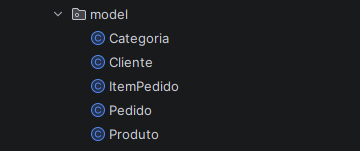 model
Categoria
Cliente
ItemPedido
Pedido
Produto